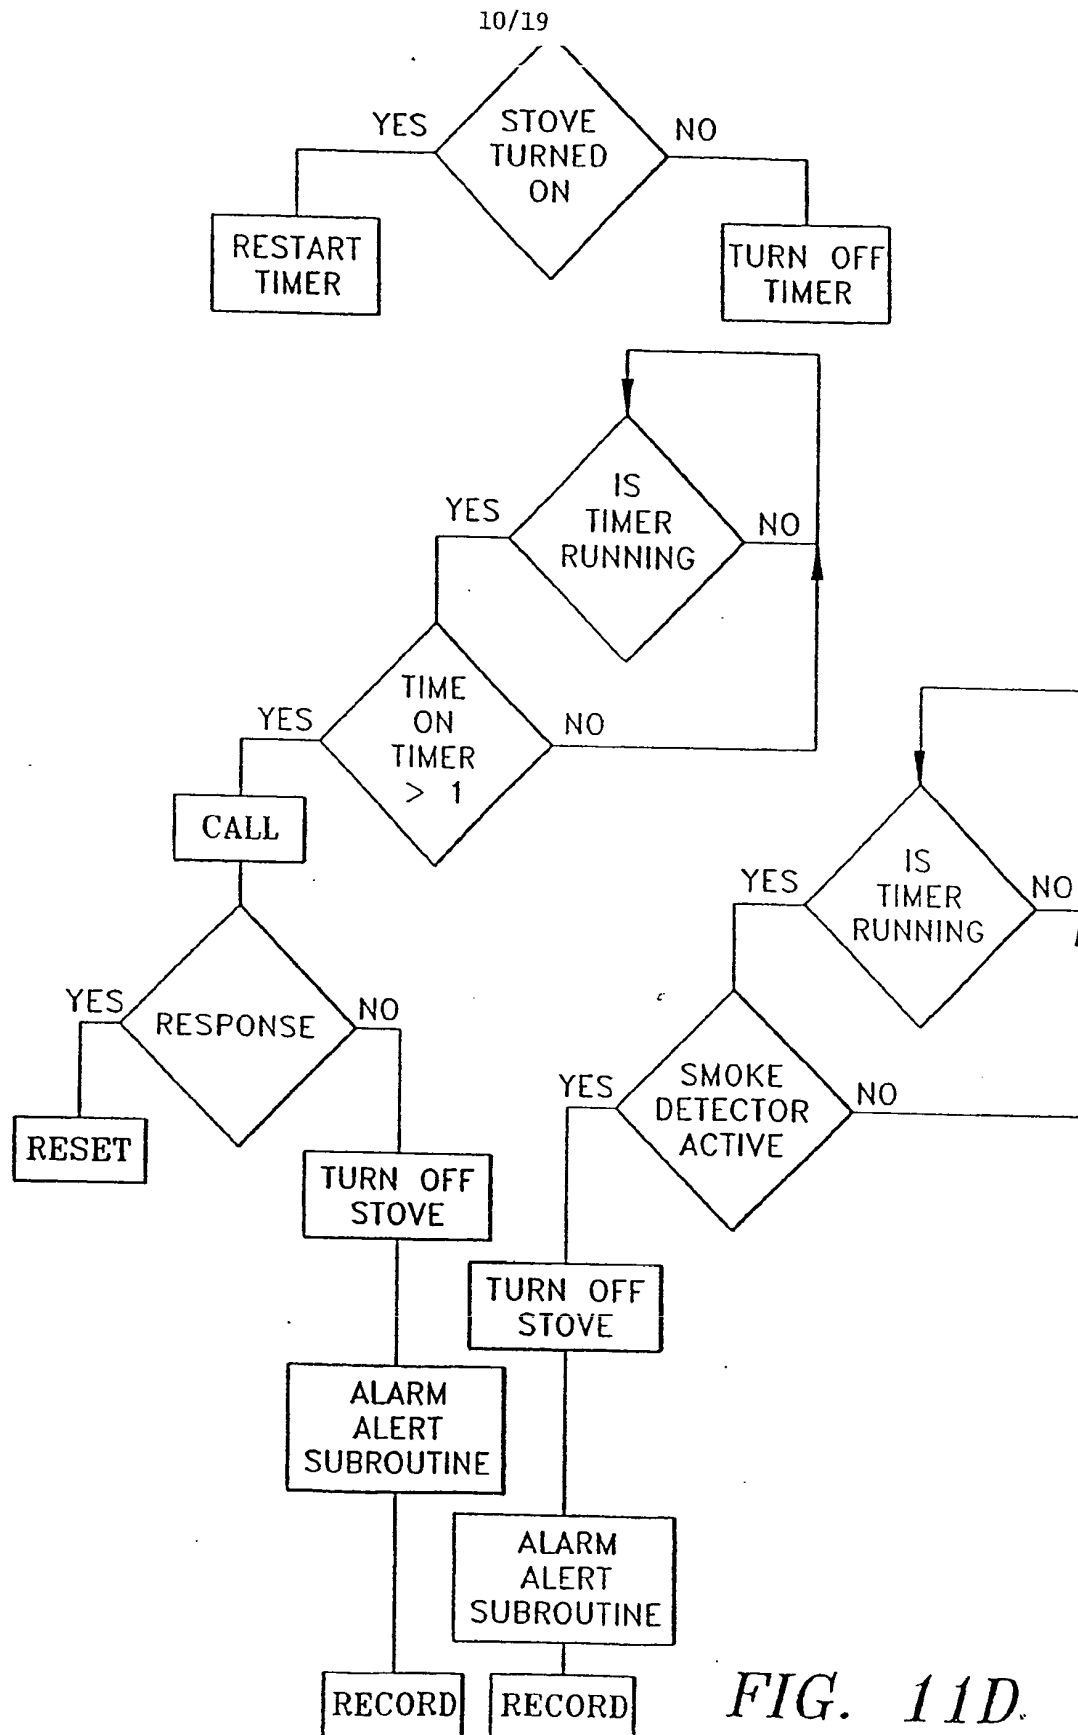 10/19
YES
STOVE
TURNED
ON
NO
RESTART
TIMER
TURN OFF
TIMER
IS
TIMER
RUNNING
YES
NO
TIME
ON
TIMER
> 1
YES
NO
CALL
RESPONSE
YES
NO
RESET
TURN OFF
STOVE
ALARM
ALERT
SUBROUTINE
RECORD
IS
TIMER
RUNNING
YES
NO
SMOKE
DETECTOR
ACTIVE
YES
NO
TURN OFF
STOVE
ALARM
ALERT
SUBROUTINE
RECORD
FIG. 11D.